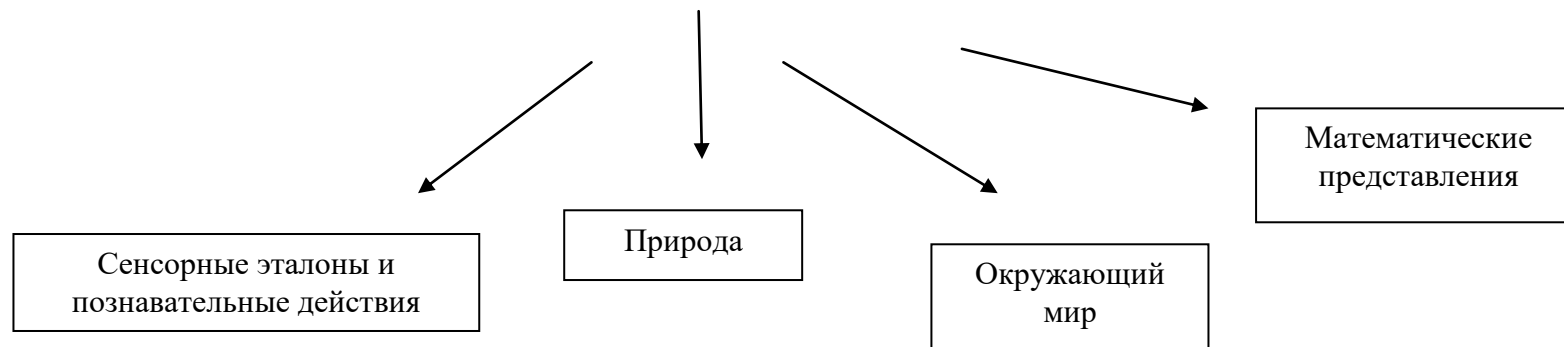 Сенсорные эталоны и
познавательные действия
Природа
Окружающий
мир
Математические
представления